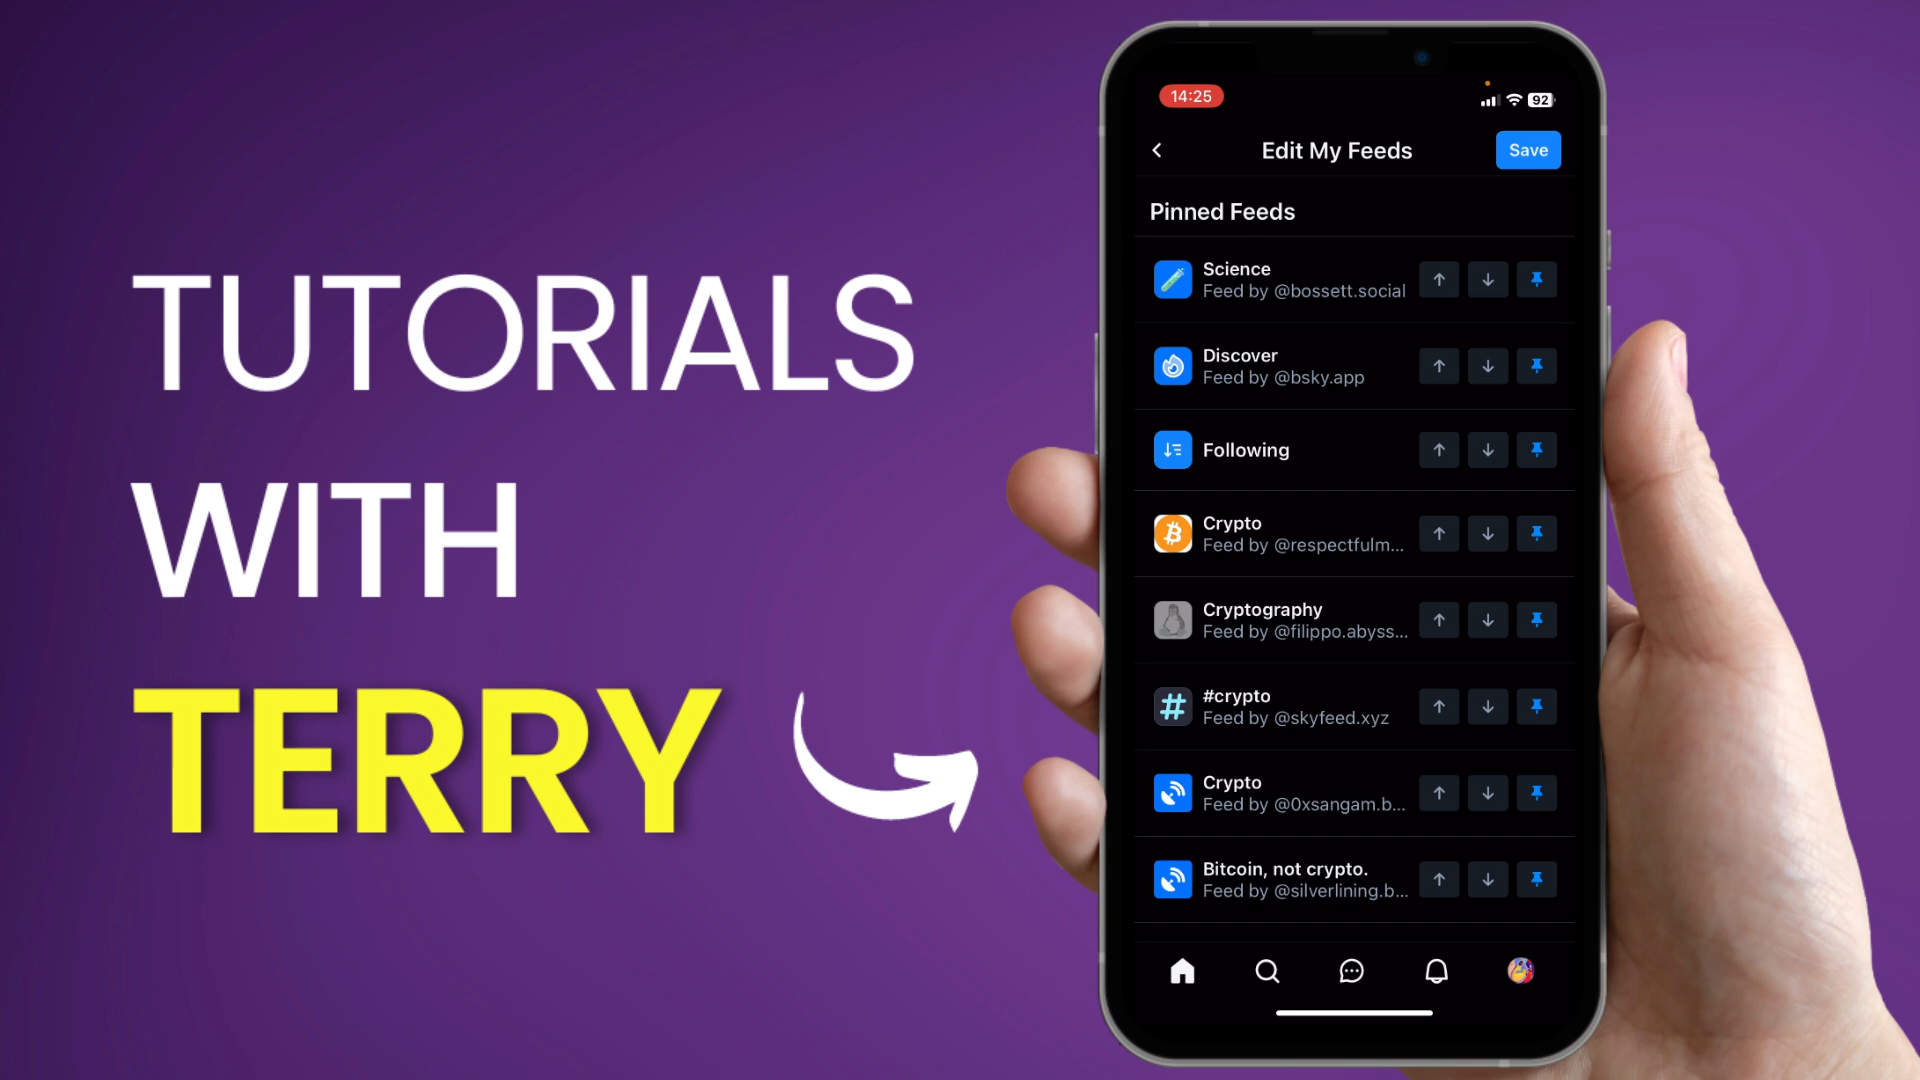 TUTORIALS
WITH
TERRY
14:25
92
Edit My Feeds
Save
Pinned Feeds
Science
Feed by @bossett.social
Discover
Feed by @bsky.app
Following
Crypto
Feed by @respectfulm...
Cryptography
Feed by @filippo.abyss...
#crypto
Feed by @skyfeed.xyz
Crypto
Feed by @0xsangam.b...
Bitcoin, not crypto.
Feed by @silverlining.b...